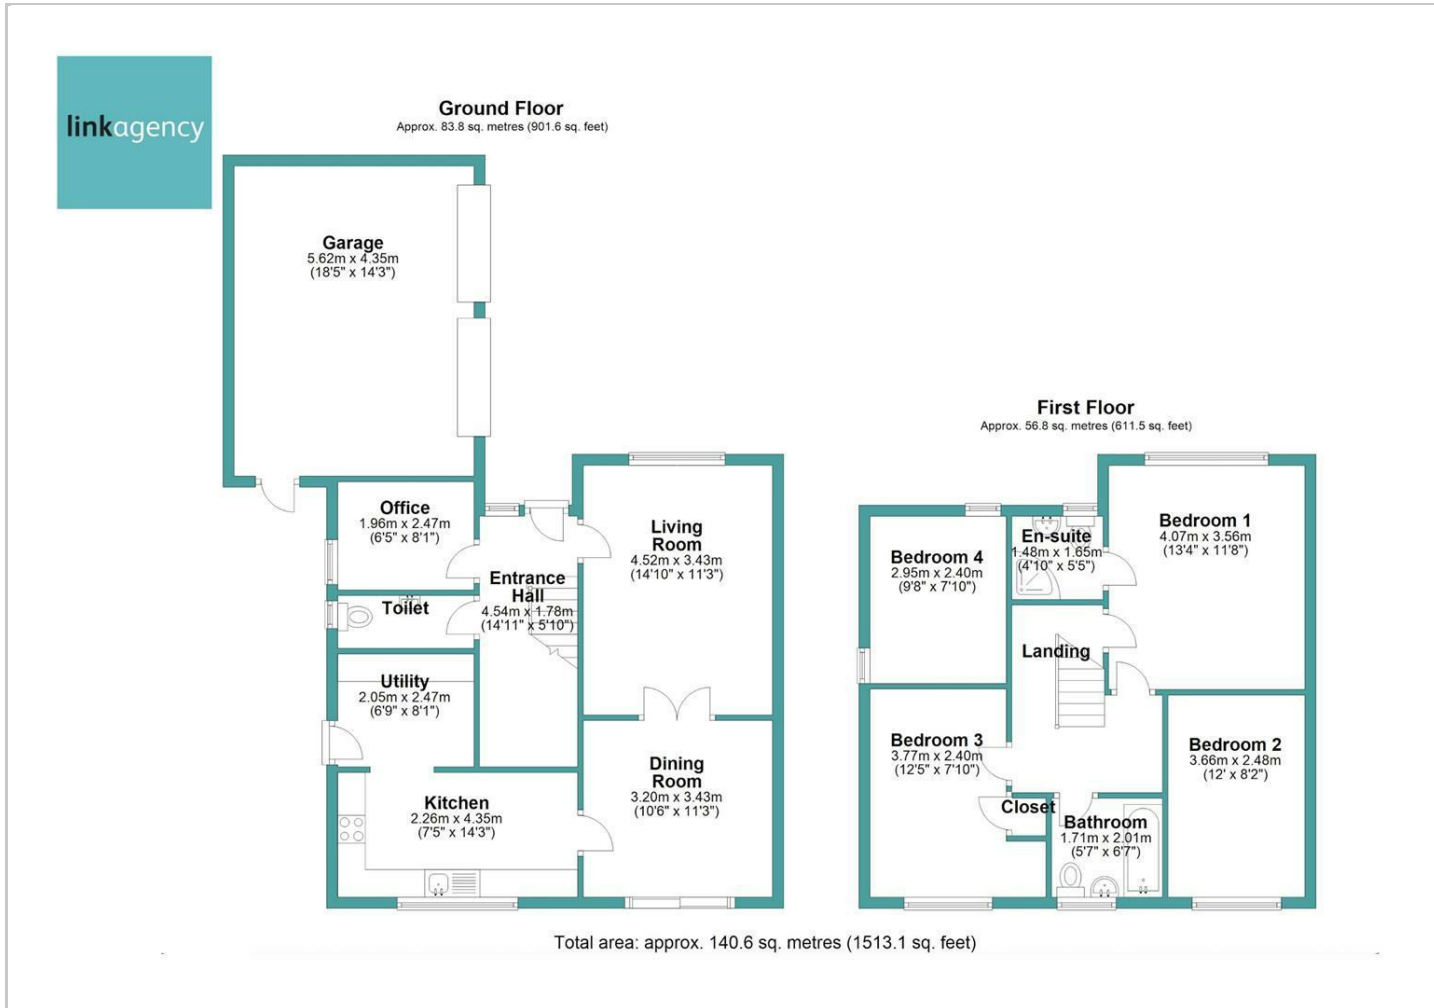 linkagency
Ground Floor
Approx. 83.8 sq. metres (901.6 sq. feet)
Garage
5.62m x 4.35m
(18'5" x 14'3")
Office
1.96m x 2.47m
(6'5" x 8'1")
Toilet
Entrance
Hall
4.54m x 1.78m
(14'11" x 5'10")
Living
Room
4.52m x 3.43m
(14'10" x 11'3")
Utility
2.05m x 2.47m
(6'9" x 8'1")
Kitchen
2.26m x 4.35m
(7'5" x 14'3")
Dining
Room
3.20m x 3.43m
(10'6" x 11'3")
First Floor
Approx. 56.8 sq. metres (611.5 sq. feet)
Bedroom 4
2.95m x 2.40m
(9'8" x 7'10")
En-suite
1.48m x 1.65m
(4'10" x 5'5")
Bedroom 1
4.07m x 3.56m
(13'4" x 11'8")
Landing
Bedroom 3
3.77m x 2.40m
(12'5" x 7'10")
Closet
Bathroom
1.71m x 2.01m
(5'7" x 6'7")
Bedroom 2
3.66m x 2.48m
(12' x 8'2")
Total area: approx. 140.6 sq. metres (1513.1 sq. feet)